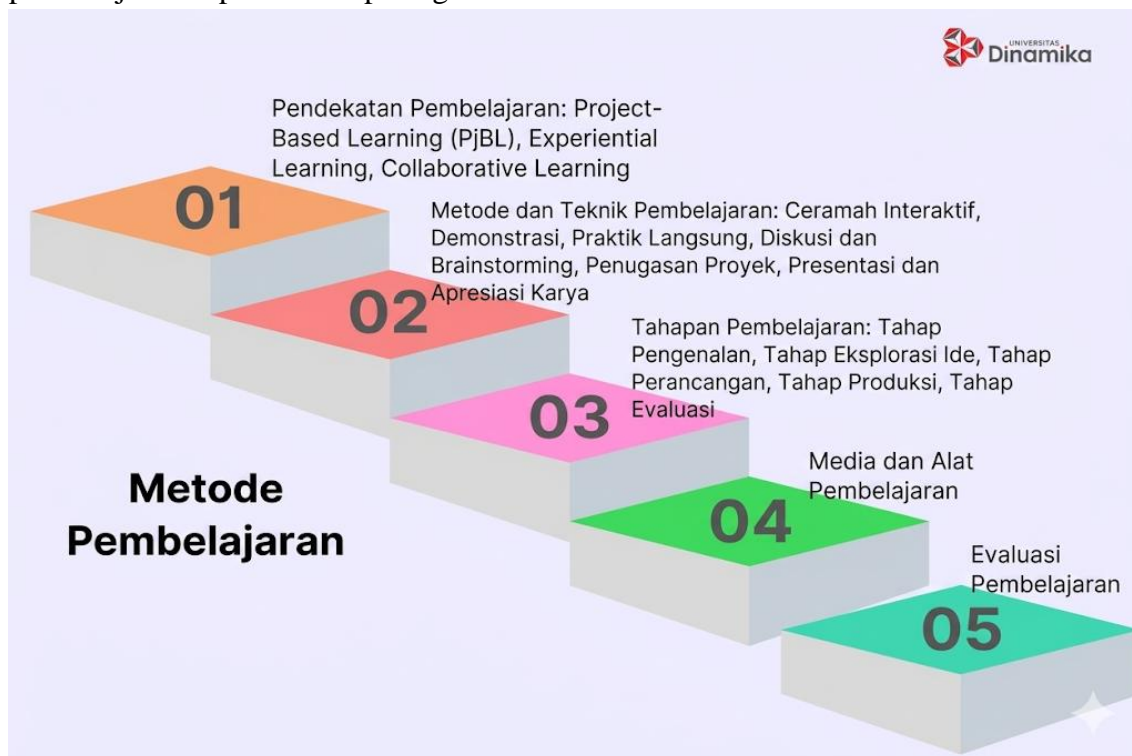 UNIVERSITAS
Dinamika
Pendekatan Pembelajaran: Project-
Based Learning (PjBL), Experiential
Learning, Collaborative Learning
01
Metode dan Teknik Pembelajaran: Ceramah Interaktif,
Demonstrasi, Praktik Langsung, Diskusi dan
Brainstorming, Penugasan Proyek, Presentasi dan
Apresiasi Karya
02
Tahapan Pembelajaran: Tahap
Pengenalan, Tahap Eksplorasi Ide, Tahap
Perancangan, Tahap Produksi, Tahap
Evaluasi
03
Media dan Alat
Pembelajaran
04
Metode
Pembelajaran
Evaluasi
Pembelajaran
05